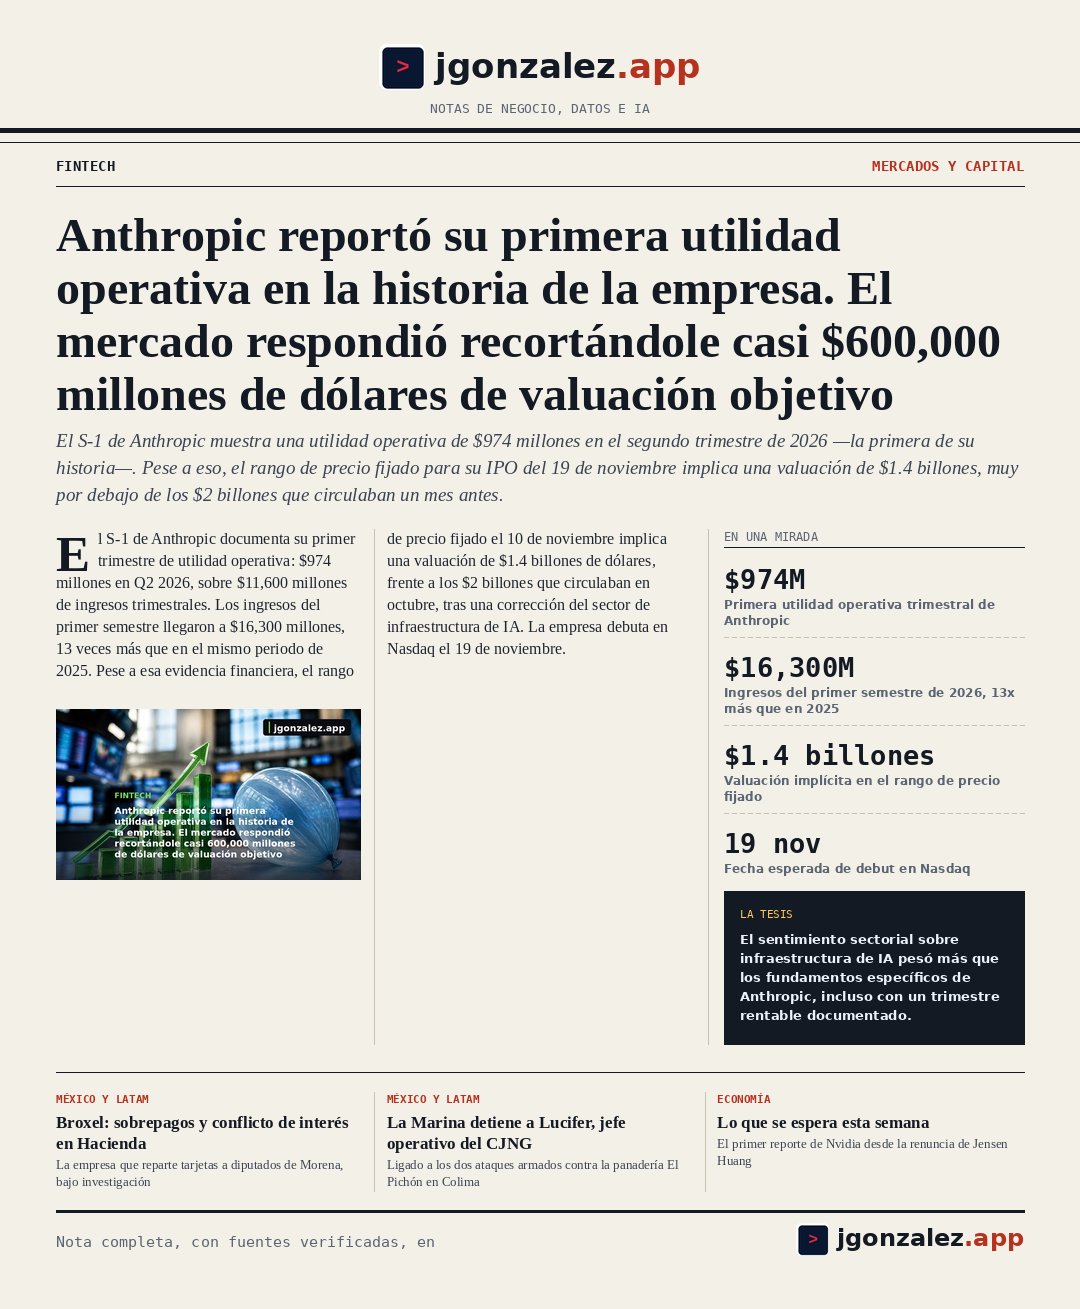 > jgonzalez.app
NOTAS DE NEGOCIO, DATOS E IA
FINTECH
MERCADOS Y CAPITAL
Anthropic reportó su primera utilidad
operativa en la historia de la empresa. El
mercado respondió recortándole casi $600,000
millones de dólares de valuación objetivo
El S-1 de Anthropic muestra una utilidad operativa de $974 millones en el segundo trimestre de 2026 —la primera de su
historia—. Pese a eso, el rango de precio fijado para su IPO del 19 de noviembre implica una valuación de $1.4 billones, muy
por debajo de los $2 billones que circulaban un mes antes.
El S-1 de Anthropic documenta su primer
trimestre de utilidad operativa: $974
millones en Q2 2026, sobre $11,600 millones
de ingresos trimestrales. Los ingresos del
primer semestre llegaron a $16,300 millones,
13 veces más que en el mismo periodo de
2025. Pese a esa evidencia financiera, el rango
de precio fijado el 10 de noviembre implica
una valuación de $1.4 billones de dólares,
frente a los $2 billones que circulaban en
octubre, tras una corrección del sector de
infraestructura de IA. La empresa debuta en
Nasdaq el 19 de noviembre.
jgonzalez.app
FINTECH
Anthropic reportó su primera
utilidad operativa en la historia de
la empresa. El mercado respondió
recortándole casi 600,000 millones
de dólares de valuación objetivo
EN UNA MIRADA
$974M
Primera utilidad operativa trimestral de
Anthropic
$16,300M
Ingresos del primer semestre de 2026, 13x
más que en 2025
$1.4 billones
Valuación implícita en el rango de precio
fijado
19 nov
Fecha esperada de debut en Nasdaq
LA TESIS
El sentimiento sectorial sobre
infraestructura de IA pesó más que
los fundamentos específicos de
Anthropic, incluso con un trimestre
rentable documentado.
MÉXICO Y LATAM
Broxel: sobrepagos y conflicto de interés
en Hacienda
La empresa que reparte tarjetas a diputados de Morena,
bajo investigación
MÉXICO Y LATAM
La Marina detiene a Lucifer, jefe
operativo del CJNG
Ligado a los dos ataques armados contra la panadería El
Pichón en Colima
ECONOMÍA
Lo que se espera esta semana
El primer reporte de Nvidia desde la renuncia de Jensen
Huang
Nota completa, con fuentes verificadas, en
> jgonzalez.app